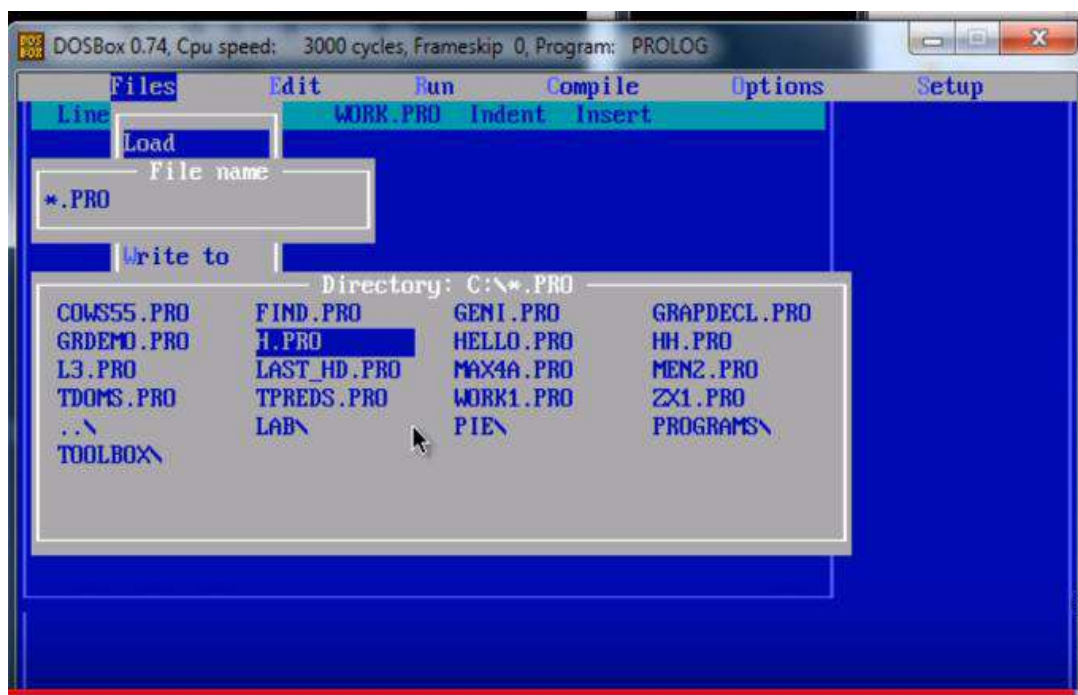 DOSBox 0.74, Cpu speed: 3000 cycles, Frameskip 0, Program: PROLOG
Files Edit Run Compile Options Setup
Line WORK.PRO Indent Insert
Load
File name
*.PRO
Write to
Directory: C:\*.PRO
COWS55.PRO FIND.PRO GENI.PRO GRAPDECL.PRO
GRDEMO.PRO H.PRO HELLO.PRO HH.PRO
L3.PRO LAST_HD.PRO MAX4A.PRO MEN2.PRO
TDOMS.PRO TPREDS.PRO WORK1.PRO ZX1.PRO
..\ LAB\ PIE\ PROGRAMS\
TOOLBOX\